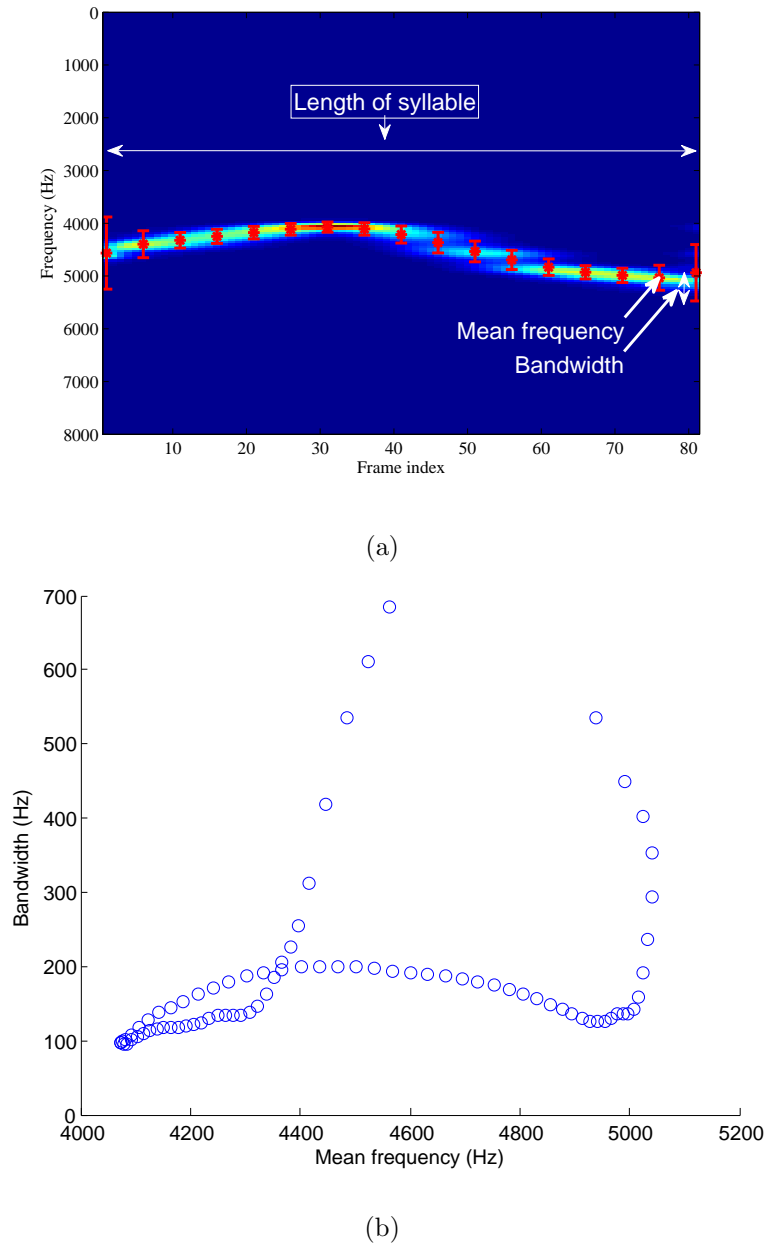 0
1000
2000
3000
4000
5000
6000
7000
8000
Frequency (Hz)
Length of syllable
Mean frequency
Bandwidth
10 20 30 40 50 60 70 80
Frame index
(a)
700
600
500
400
300
200
100
0
Bandwidth (Hz)
4000 4200 4400 4600 4800 5000 5200
Mean frequency (Hz)
(b)